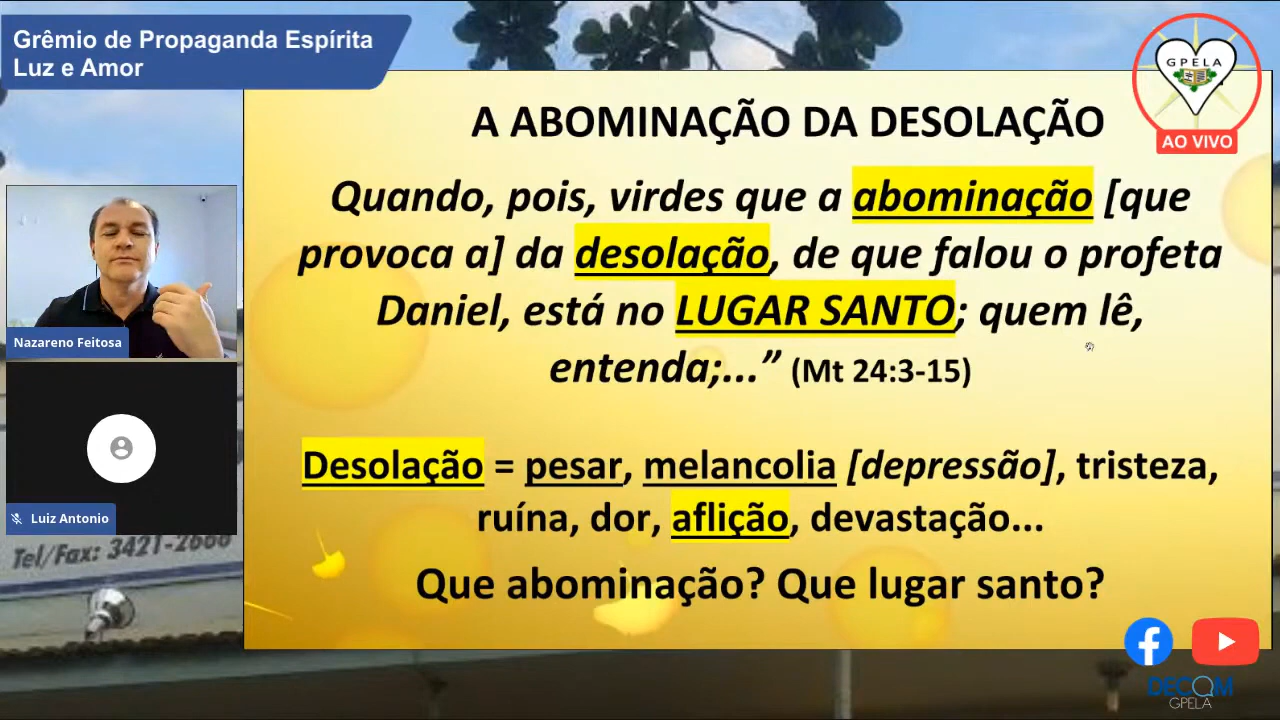 Grêmio de Propaganda Espírita
Luz e Amor
GPELA
AO VIVO
A ABOMINAÇÃO DA DESOLAÇÃO
Quando, pois, virdes que a abominação [que
provoca a] da desolação, de que falou o profeta
Daniel, está no LUGAR SANTO; quem lê,
entenda;...” (Mt 24:3-15)
Desolação = pesar, melancolia [depressão], tristeza,
ruína, dor, aflição, devastação...
Que abominação? Que lugar santo?
Nazareno Feitosa
Luiz Antonio
Tel/Fax: 3421-2668
DECOM
GPELA